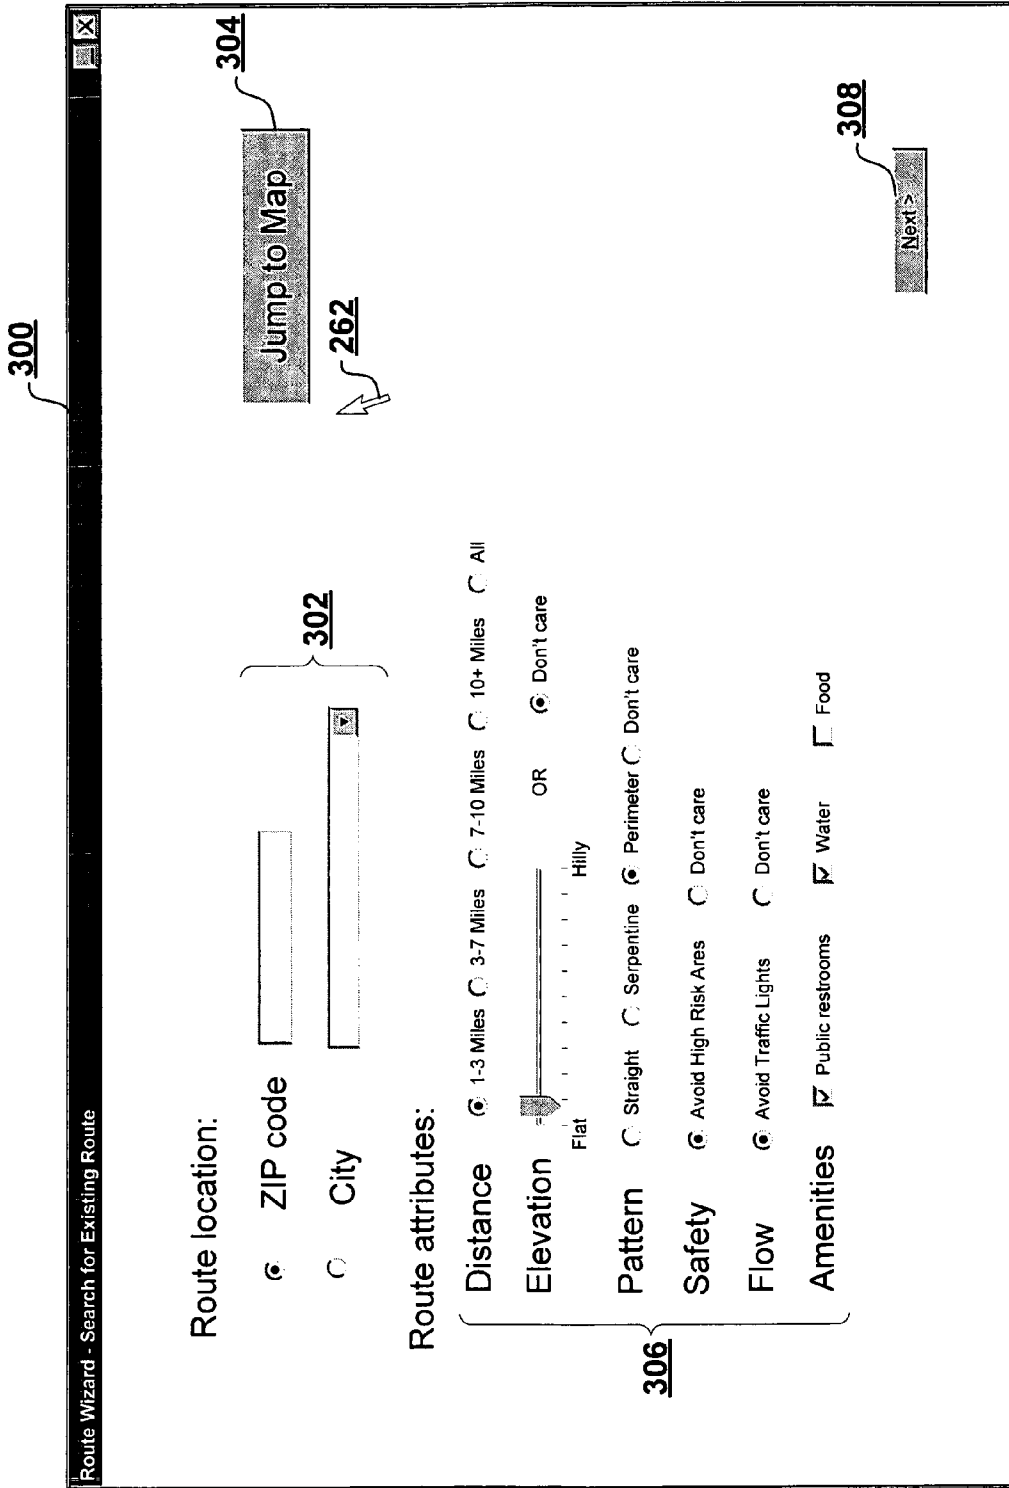 300
Route Wizard - Search for Existing Route
Route location:
ZIP code
City
302
Jump to Map
304
262
Route attributes:
Distance 1-3 Miles 3-7 Miles 7-10 Miles 10+ Miles All
Elevation OR Don't care
Flat Hilly
Pattern Straight Serpentine Perimeter Don't care
Safety Avoid High Risk Ares Don't care
Flow Avoid Traffic Lights Don't care
Amenities Public restrooms Water Food
306
Next >
308